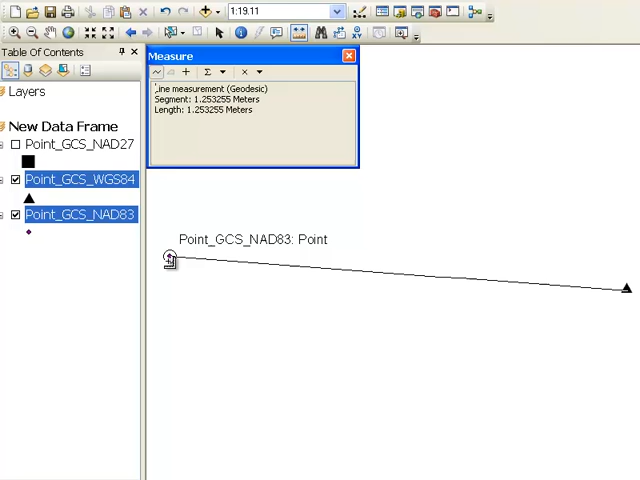 1:19.11
Table Of Contents
Layers
New Data Frame
Point_GCS_NAD27
Point_GCS_WGS84
Point_GCS_NAD83
Measure
Line measurement (Geodesic)
Segment: 1.253255 Meters
Length: 1.253255 Meters
Point_GCS_NAD83: Point